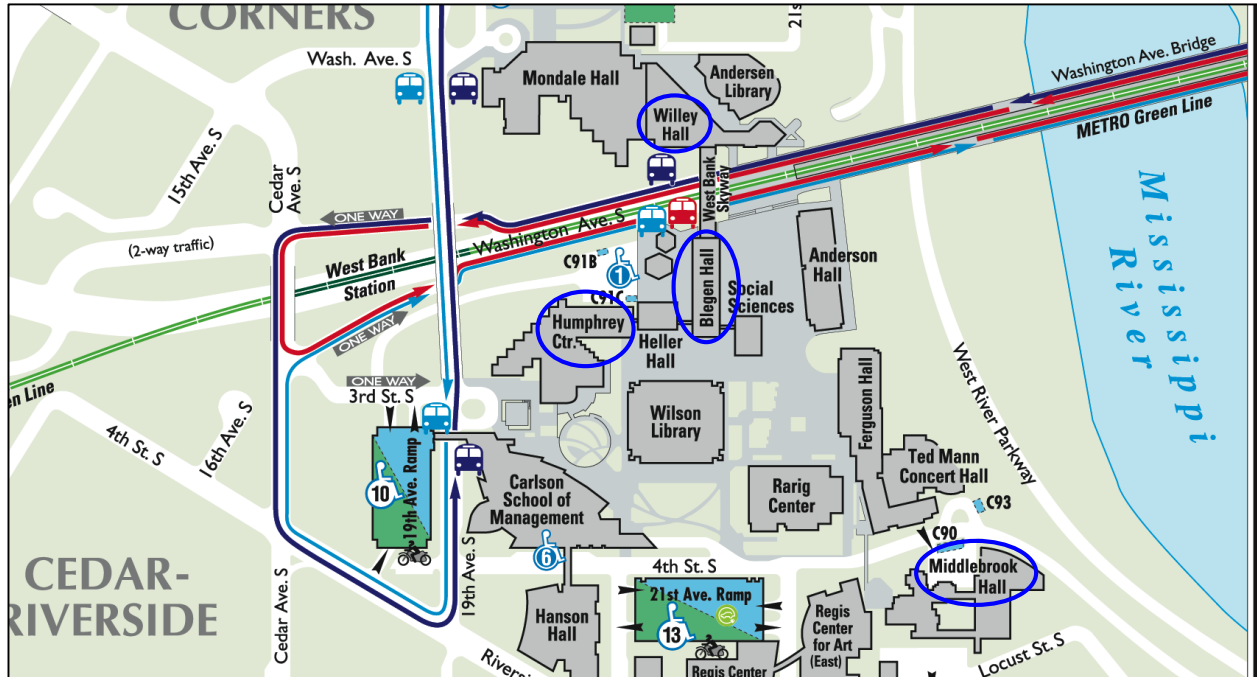 CORNERS
21s
Wash. Ave. S
Mondale Hall
Andersen
Library
Washington Ave. Bridge
METRO Green Line
Willey
Hall
15th Ave. S
Cedar
Ave. S
ONE WAY
(2-way traffic)
West Bank
Skyway
Washington Ave. S
West Bank
Station
C91B
1
C91C
Blegen Hall
Social
Sciences
Anderson
Hall
Mississippi
River
ONE WAY
Humphrey
Ctr.
Heller
Hall
en Line
ONE WAY
3rd St. S
4th St. S
16th Ave. S
Wilson
Library
Ferguson Hall
West River Parkway
Ted Mann
Concert Hall
10
19th Ave. Ramp
Carlson
School of
Management
Rarig
Center
C93
C90
6
Middlebrook
Hall
CEDAR-
RIVERSIDE
Cedar Ave. S
19th Ave. S
4th St. S
21st Ave. Ramp
13
Hanson
Hall
Regis
Center
for Art
(East)
Riversi
Regis Center
Locust St. S